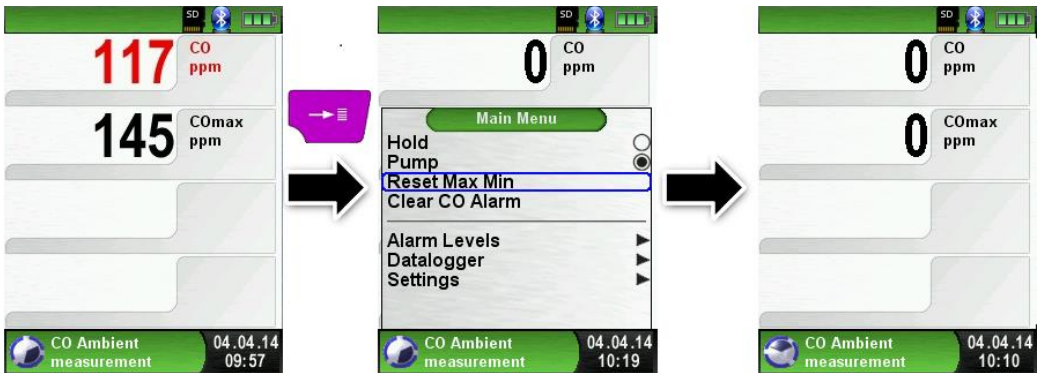 SD
117 CO
ppm
145 COmax
ppm
CO Ambient
measurement
04.04.14
09:57
SD
0 CO
ppm
Main Menu
Hold
Pump
Reset Max Min
Clear CO Alarm
Alarm Levels
Datalogger
Settings
CO Ambient
measurement
04.04.14
10:19
SD
0 CO
ppm
0 COmax
ppm
CO Ambient
measurement
04.04.14
10:10